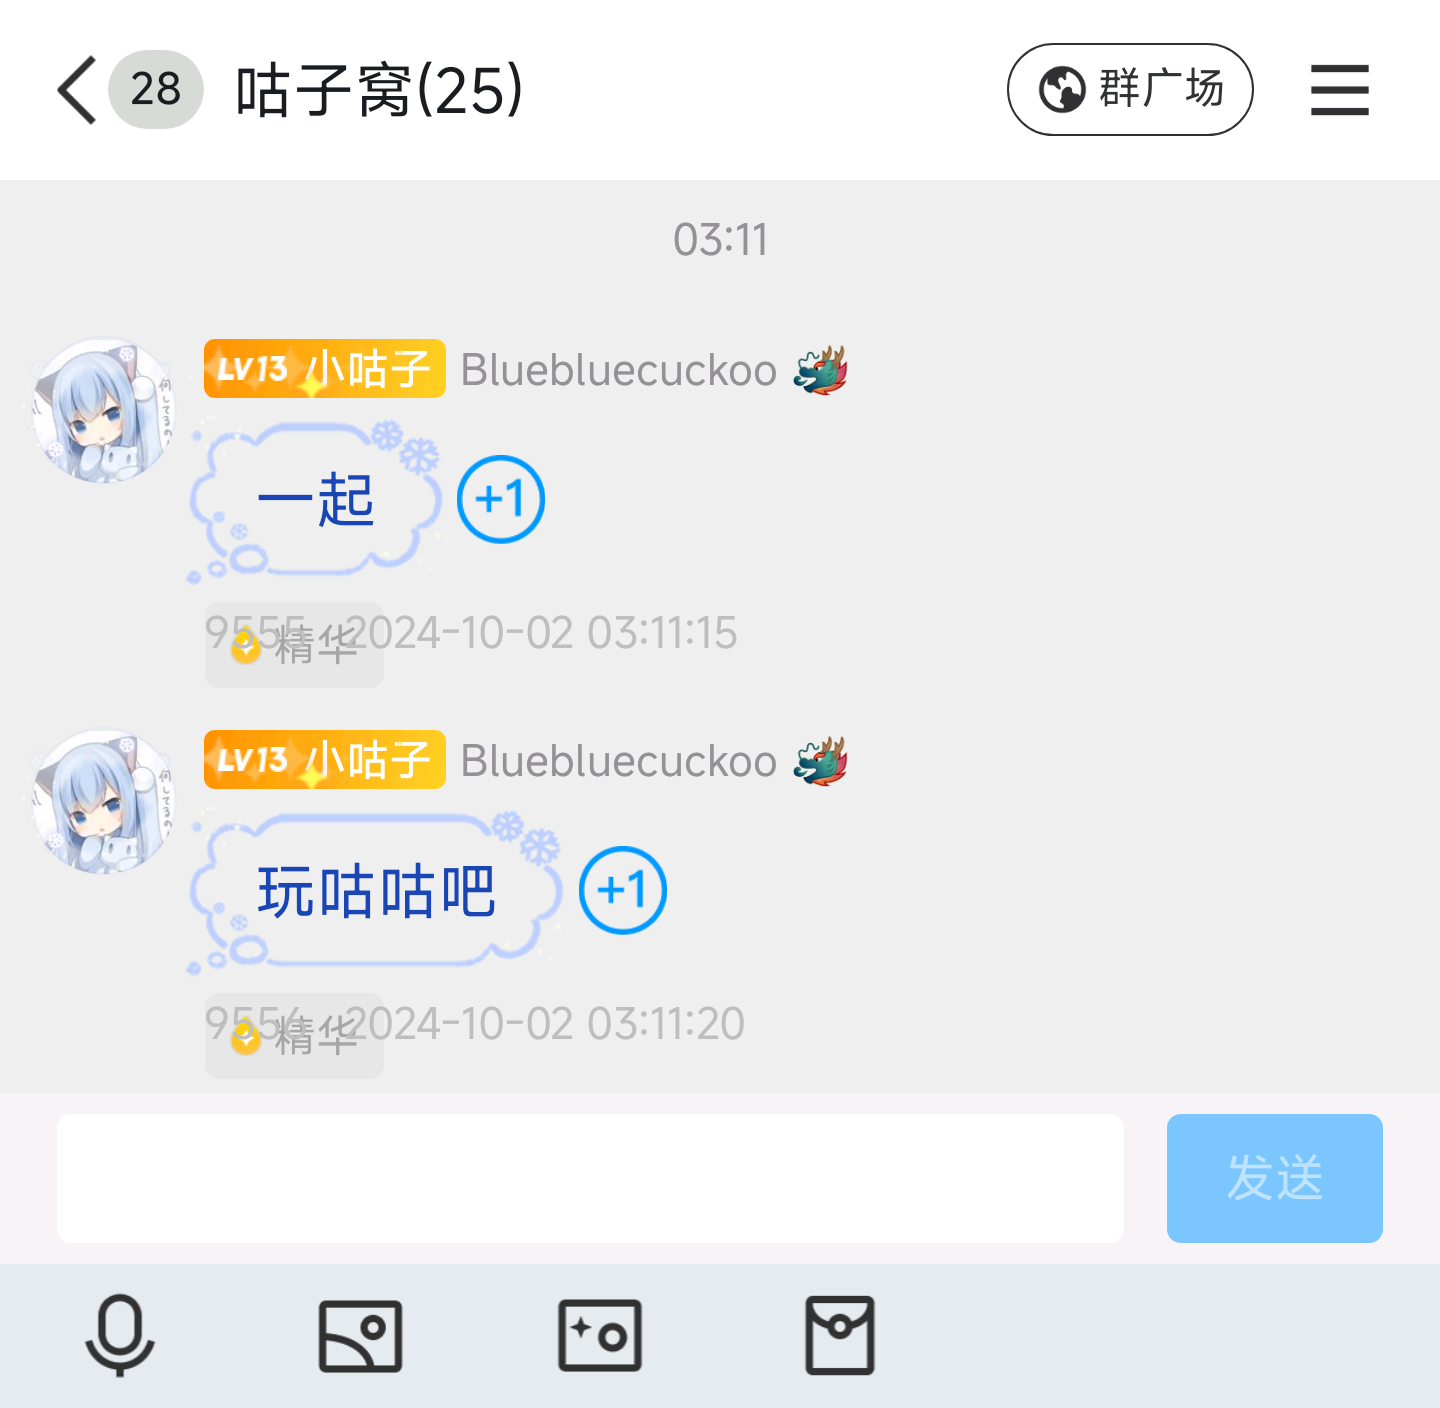 28 咕子窝(25) 群广场
03:11
LV13 小咕子 Bluebluecuckoo
一起 +1
9555 2024-10-02 03:11:15
精华
LV13 小咕子 Bluebluecuckoo
玩咕咕吧 +1
9556 2024-10-02 03:11:20
精华
发送